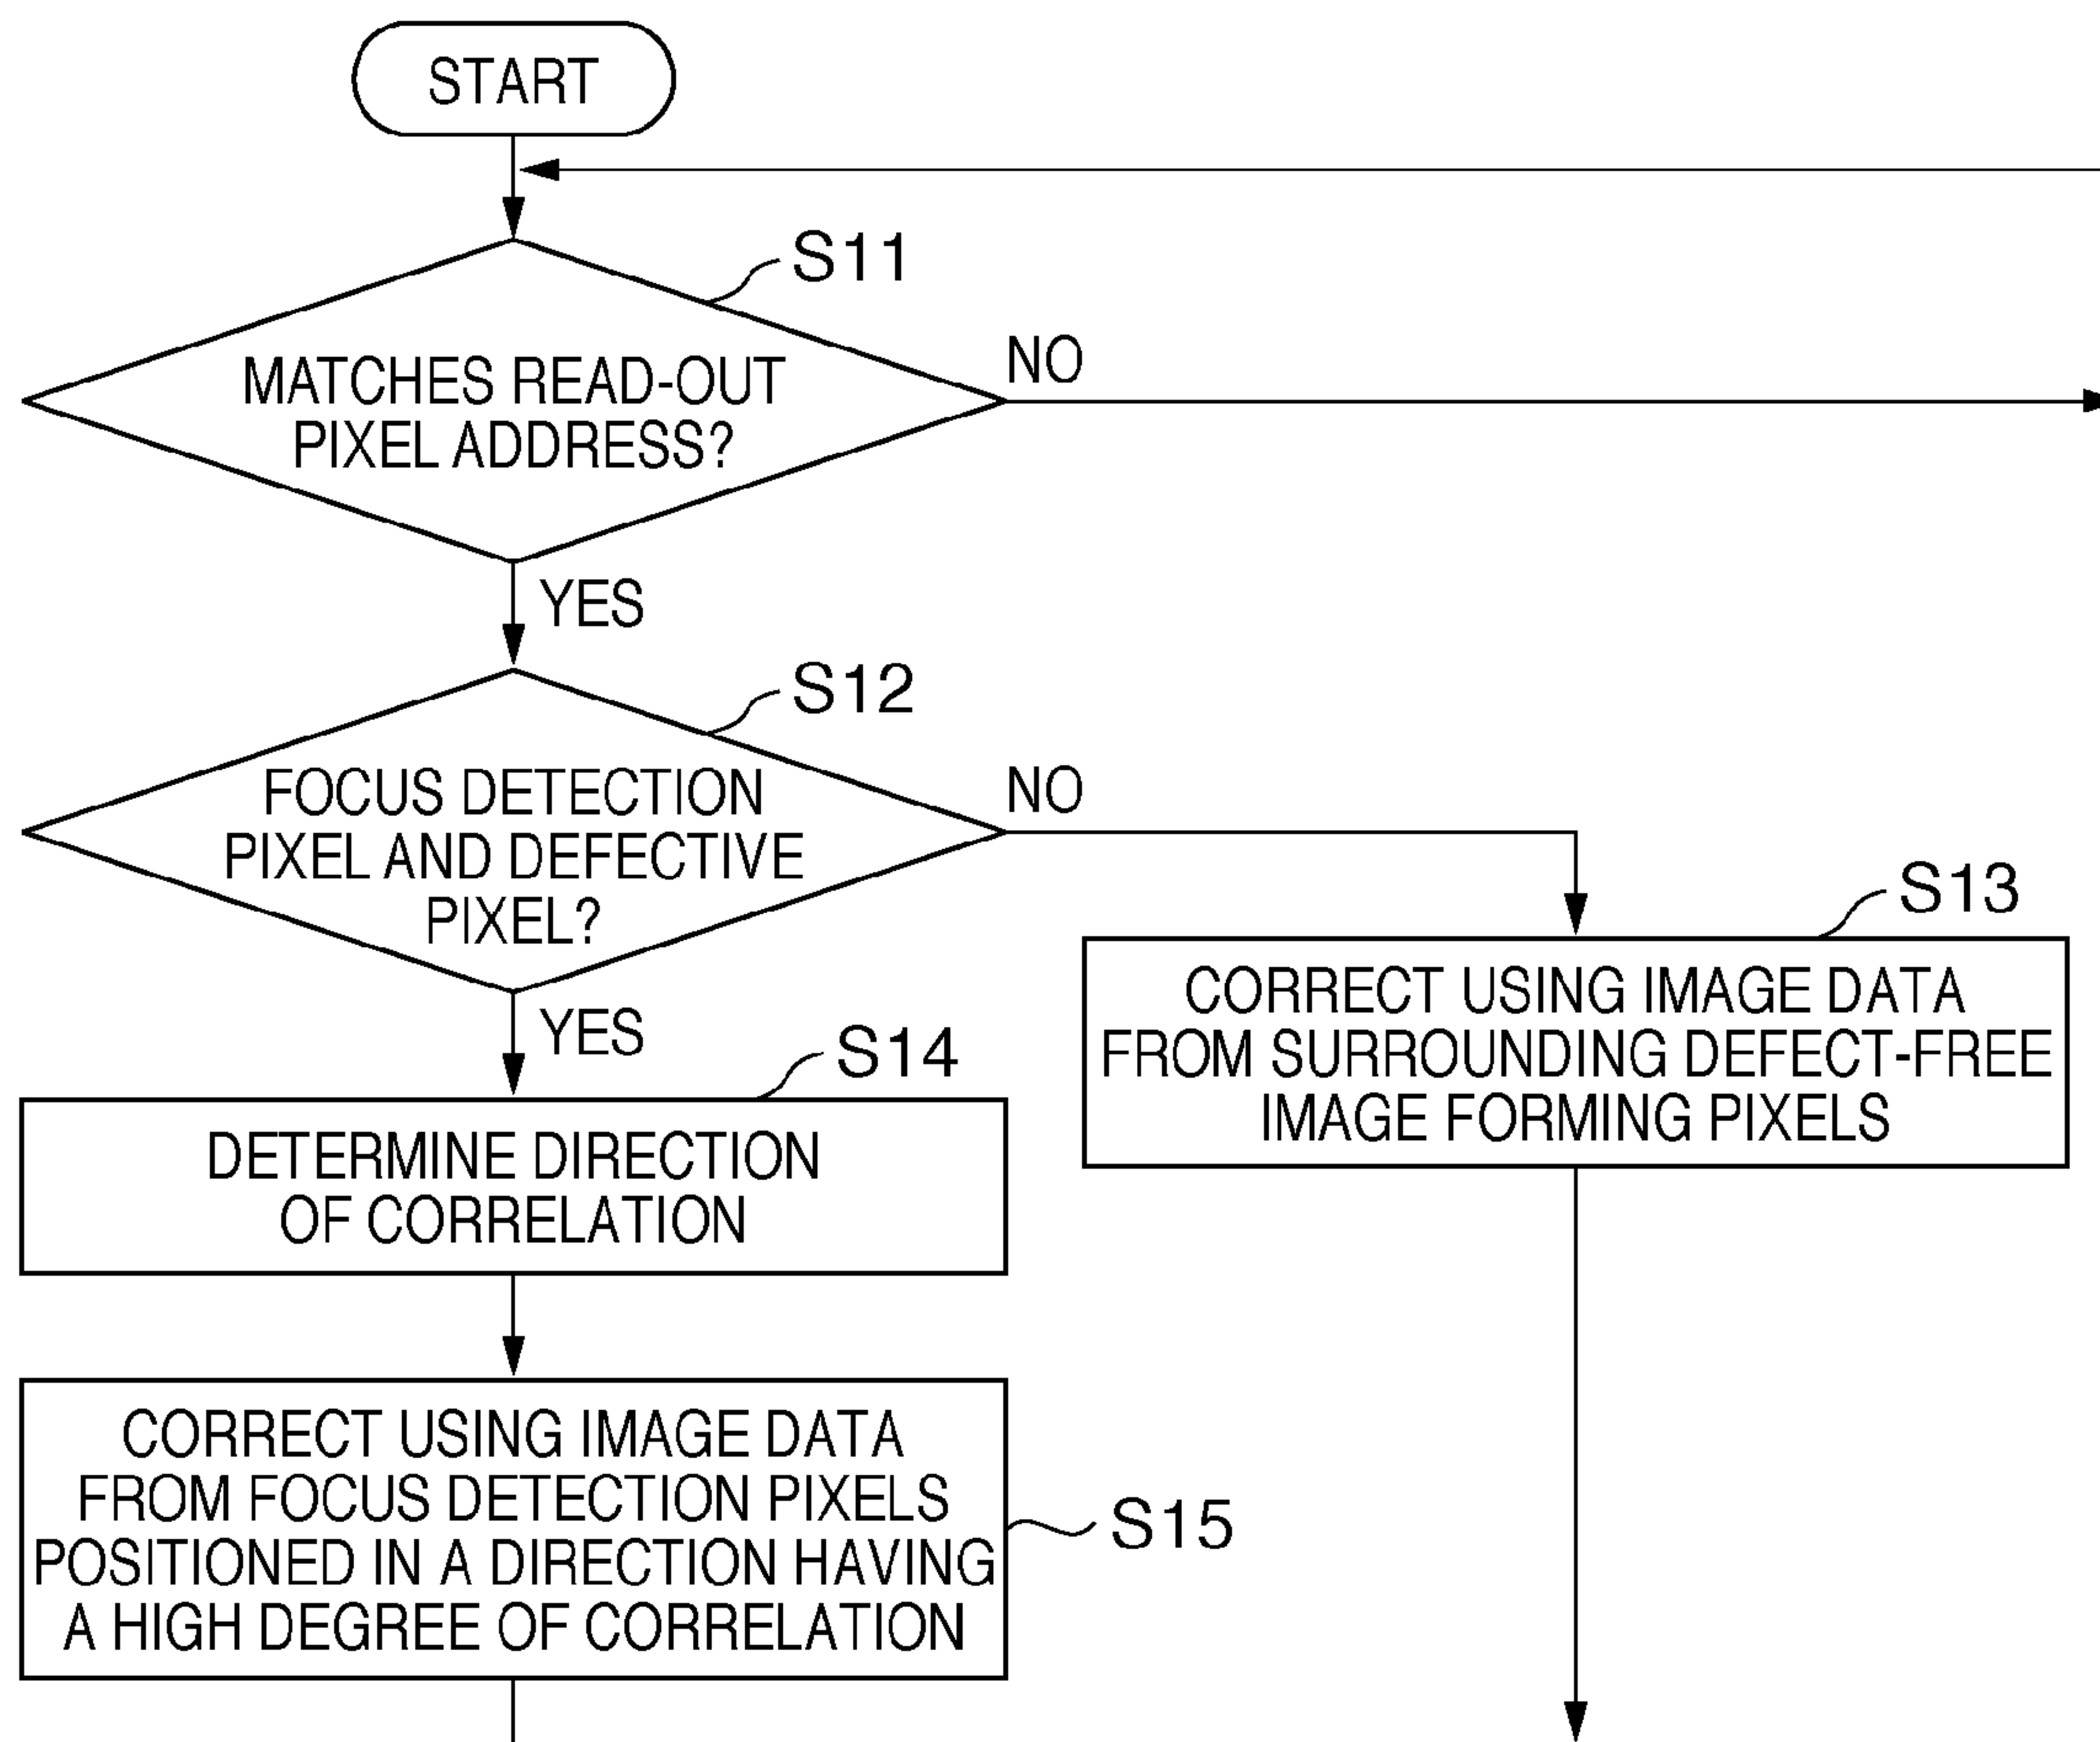 START
S11
MATCHES READ-OUT
PIXEL ADDRESS?
NO
YES
S12
FOCUS DETECTION
PIXEL AND DEFECTIVE
PIXEL?
NO
YES
S13
CORRECT USING IMAGE DATA
FROM SURROUNDING DEFECT-FREE
IMAGE FORMING PIXELS
S14
DETERMINE DIRECTION
OF CORRELATION
CORRECT USING IMAGE DATA
FROM FOCUS DETECTION PIXELS
POSITIONED IN A DIRECTION HAVING
A HIGH DEGREE OF CORRELATION
S15